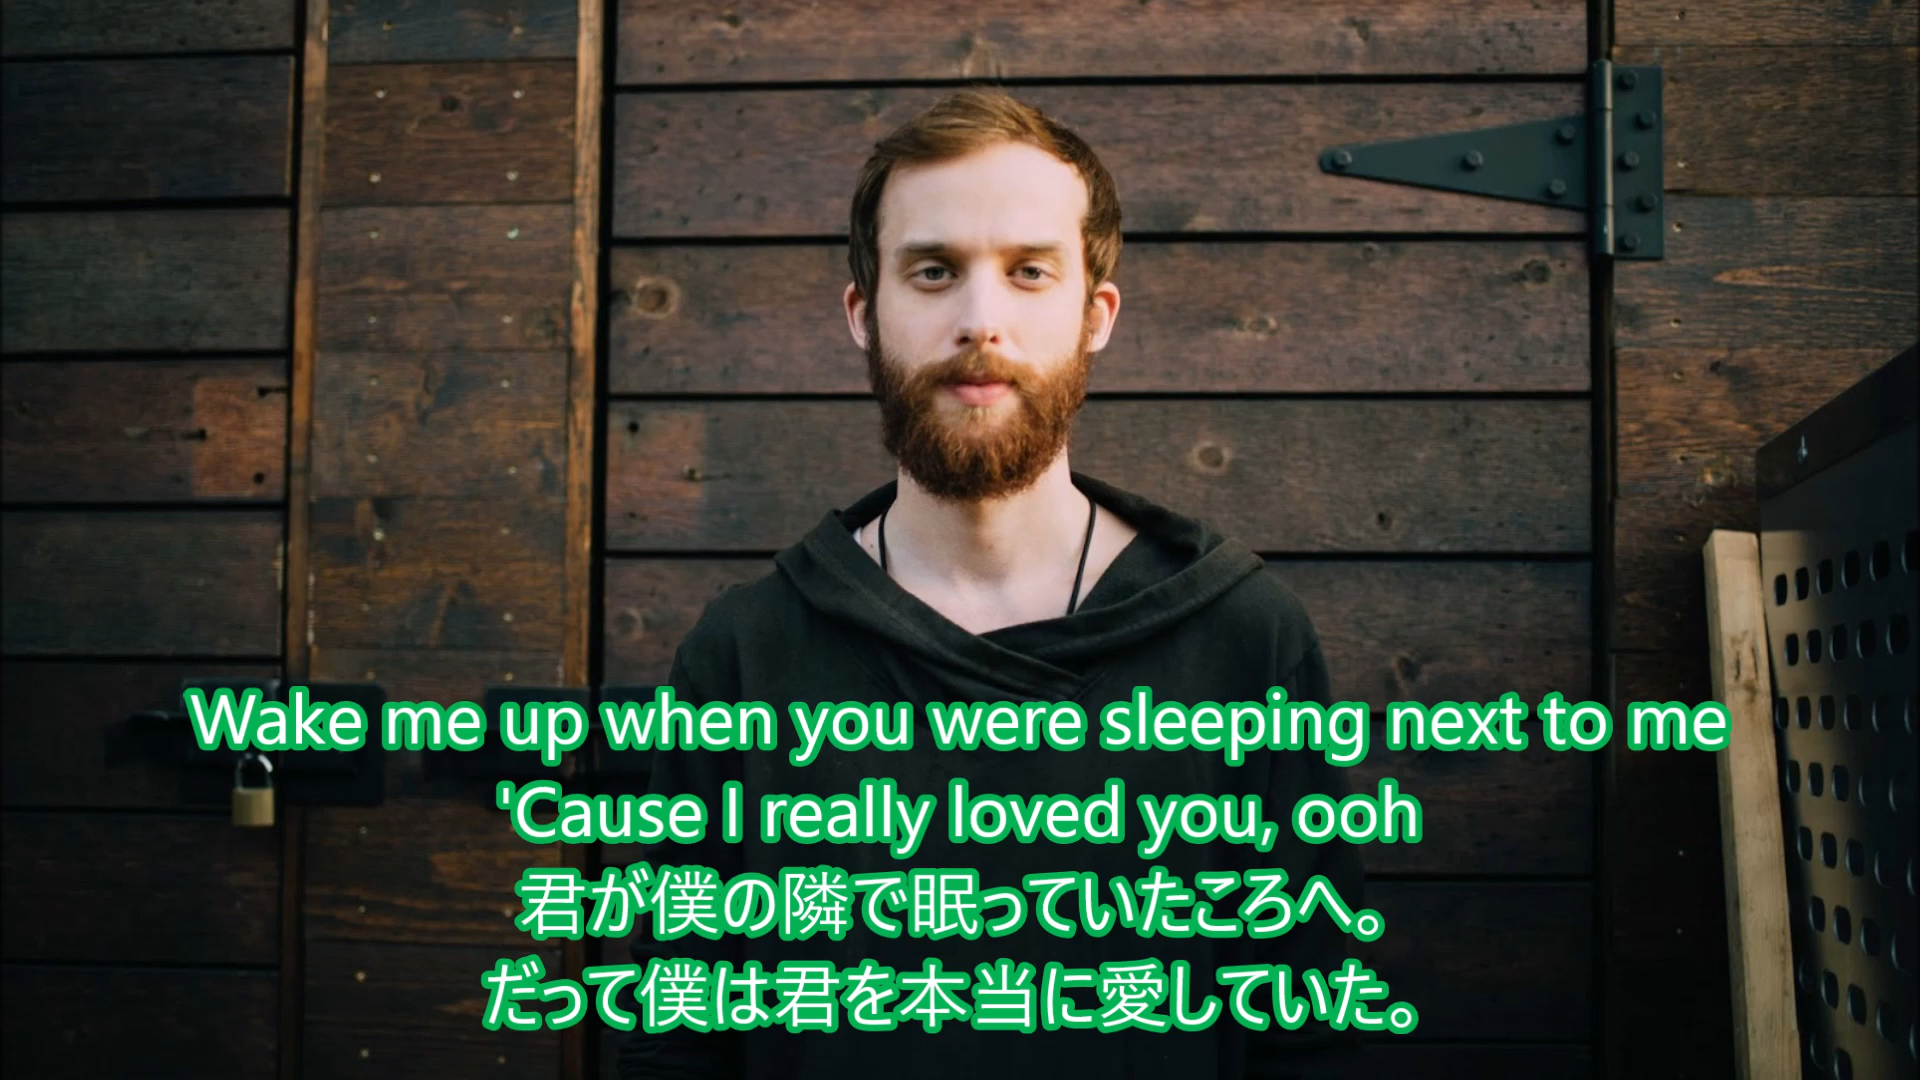 Wake me up when you were sleeping next to me
'Cause I really loved you, ooh
君が僕の隣で眠っていたころへ。
だって僕は君を本当に愛していた。